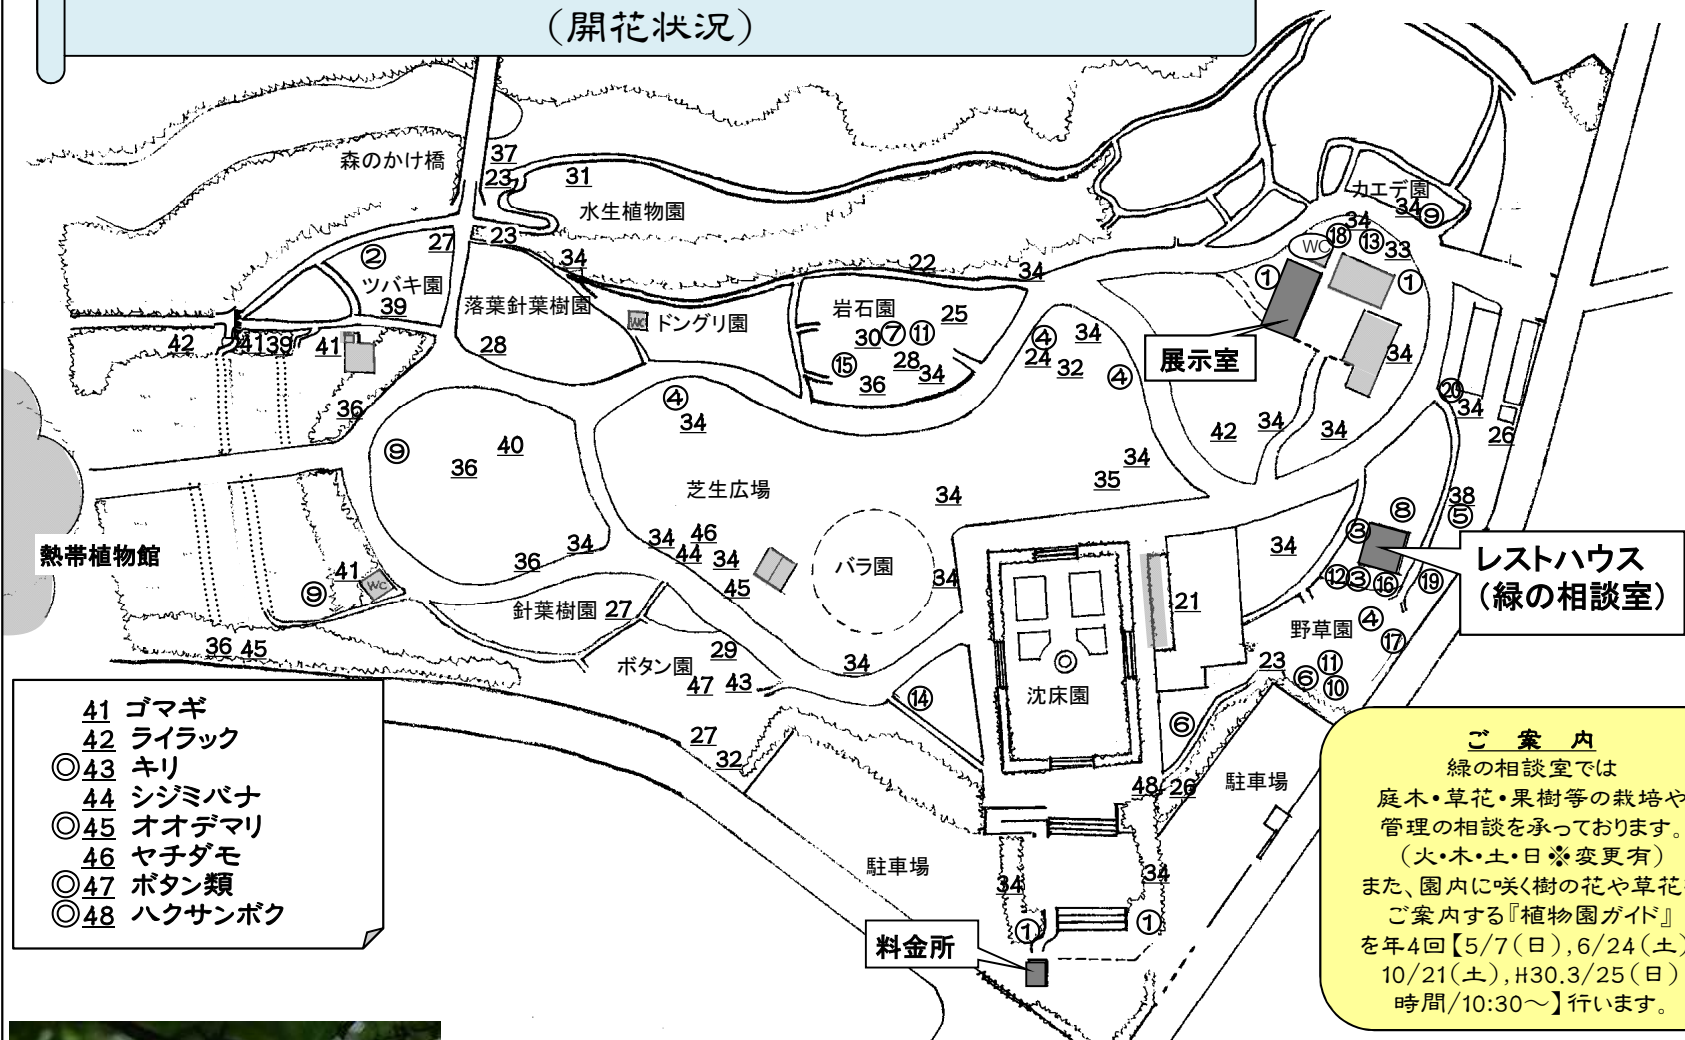 (開花状況)
森のかけ橋
37
23
31
水生植物園
カエデ園
34
⑨
34
⑱
⑬
33
WC
①
①
②
27
23
34
22
34
ツバキ園
39
落葉針葉樹園
WC
ドングリ園
岩石園
25
30
⑦
⑪
④
34
展示室
42
41
39
41
28
⑮
28
34
36
24
32
④
34
36
④
34
⑳
34
26
⑨
40
36
42
34
34
34
35
芝生広場
34
38
⑤
⑧
③
レストハウス
(緑の相談室)
熱帯植物館
34
46
34
44
34
36
45
バラ園
34
34
⑫
③
⑯
⑲
⑨
41
WC
針葉樹園
27
21
野草園
④
⑰
36
45
ボタン園
29
47
43
34
⑭
沈床園
23
⑥
⑪
⑩
⑥
27
32
48
26
駐車場
駐車場
34
34
①
①
料金所
41 ゴマギ
42 ライラック
◎43 キリ
44 シジミバナ
◎45 オオデマリ
46 ヤチダモ
◎47 ボタン類
◎48 ハクサンボク
ご 案 内
緑の相談室では
庭木・草花・果樹等の栽培や
管理の相談を承っております。
(火・木・土・日※変更有)
また、園内に咲く樹の花や草花
ご案内する『植物園ガイド』
を年4回【5/7(日),6/24(土)
10/21(土),H30.3/25(日)
時間/10:30~】行います。